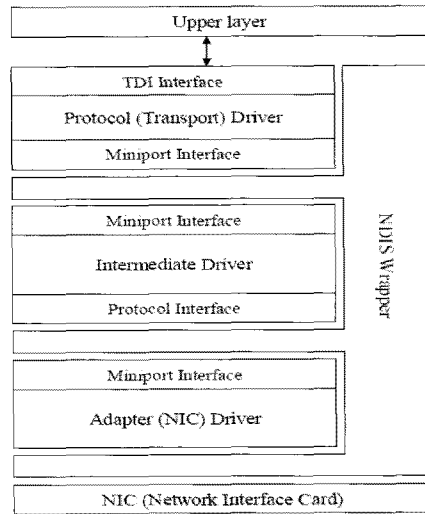 Upper layer
TDI Interface
Protocol (Transport) Driver
Miniport Interface
Miniport Interface
Intermediate Driver
Protocol Interface
NDIS Wrapper
Miniport Interface
Adapter (NIC) Driver
NIC (Network Interface Card)